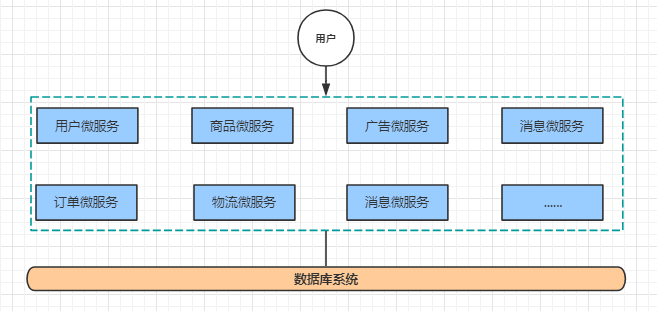 用户
用户微服务
商品微服务
广告微服务
消息微服务
订单微服务
物流微服务
消息微服务
......
数据库系统